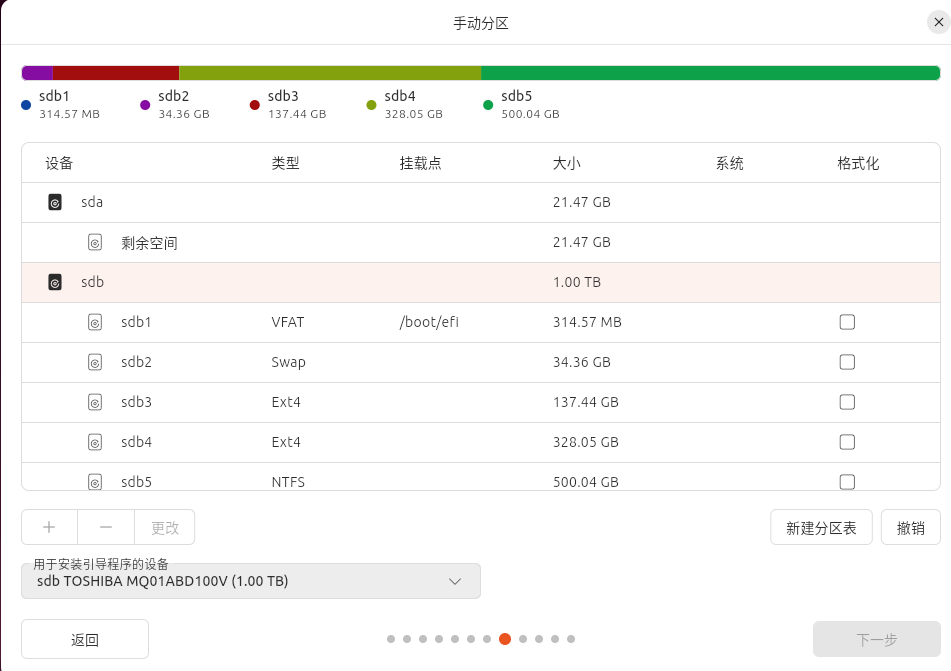 手动分区
sdb1 sdb2 sdb3 sdb4 sdb5
314.57 MB 34.36 GB 137.44 GB 328.05 GB 500.04 GB
设备 类型 挂载点 大小 系统 格式化
sda 21.47 GB
剩余空间 21.47 GB
sdb 1.00 TB
sdb1 VFAT /boot/efi 314.57 MB
sdb2 Swap 34.36 GB
sdb3 Ext4 137.44 GB
sdb4 Ext4 328.05 GB
sdb5 NTFS 500.04 GB
更改 新建分区表 撤销
用于安装引导程序的设备
sdb TOSHIBA MQ01ABD100V (1.00 TB)
返回 下一步